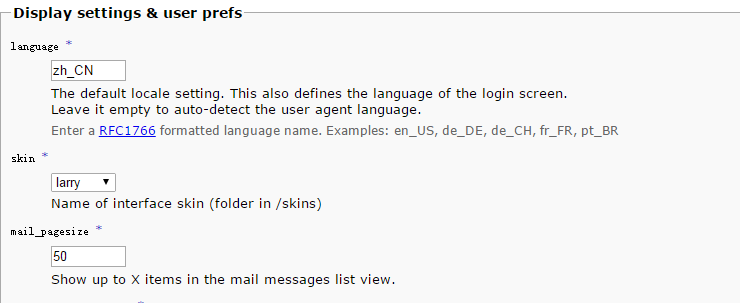 Display settings & user prefs
language *
zh_CN
The default locale setting. This also defines the language of the login screen.
Leave it empty to auto-detect the user agent language.
Enter a RFC1766 formatted language name. Examples: en_US, de_DE, de_CH, fr_FR, pt_BR
skin *
larry
Name of interface skin (folder in /skins)
mail_pagesize *
50
Show up to X items in the mail messages list view.